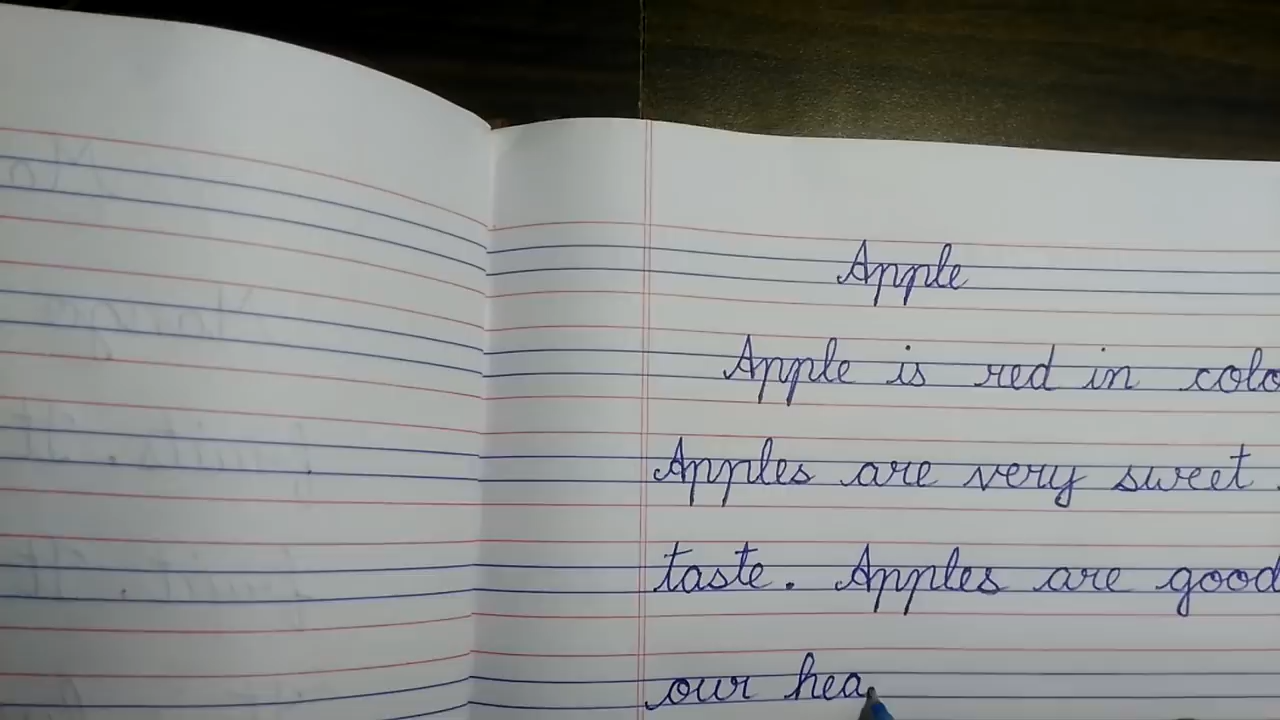 Apple
Apple is red in colo
Apples are very sweet
taste. Apples are good
our hea